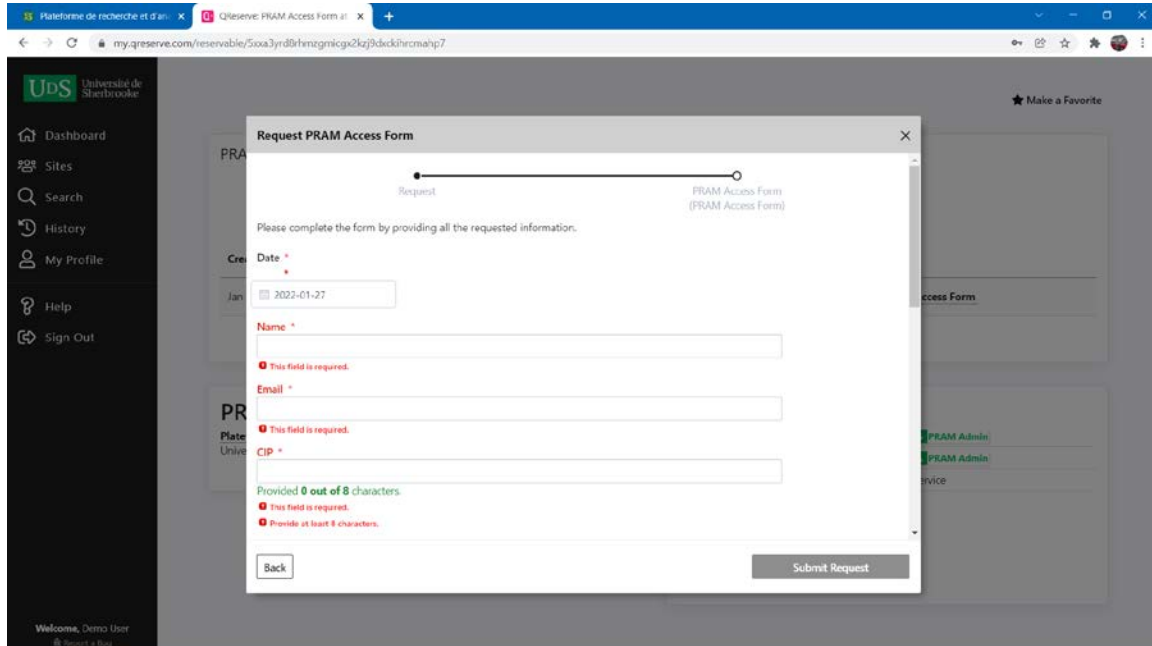 Plateforme de recherche et d'an
QReserve: PRAM Access Form at
my.qreserve.com/reservable/
UDS Université de Sherbrooke
Make a Favorite
Dashboard
Sites
Search
History
My Profile
Help
Sign Out
Welcome, Demo User
Report a Bug
PRA
Cre
Jan
ccess Form
PR
Plate
Unive
PRAM Admin
PRAM Admin
ervice
Request PRAM Access Form
Request
PRAM Access Form
(PRAM Access Form)
Please complete the form by providing all the requested information.
Date *
*
2022-01-27
Name *
This field is required.
Email *
This field is required.
CIP *
Provided 0 out of 8 characters.
This field is required.
Provide at least 8 characters.
Back
Submit Request